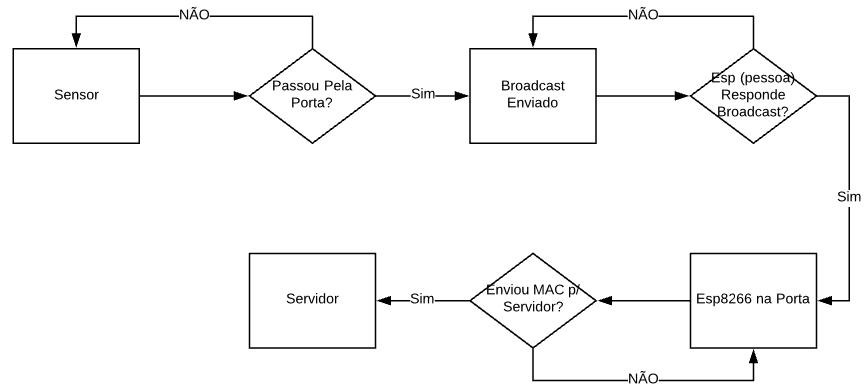 NÃO
NÃO
Sensor
Passou Pela
Porta?
Sim
Broadcast
Enviado
Esp (pessoa)
Responde
Broadcast?
Sim
Servidor
Sim
Enviou MAC p/
Servidor?
Esp8266 na Porta
NÃO